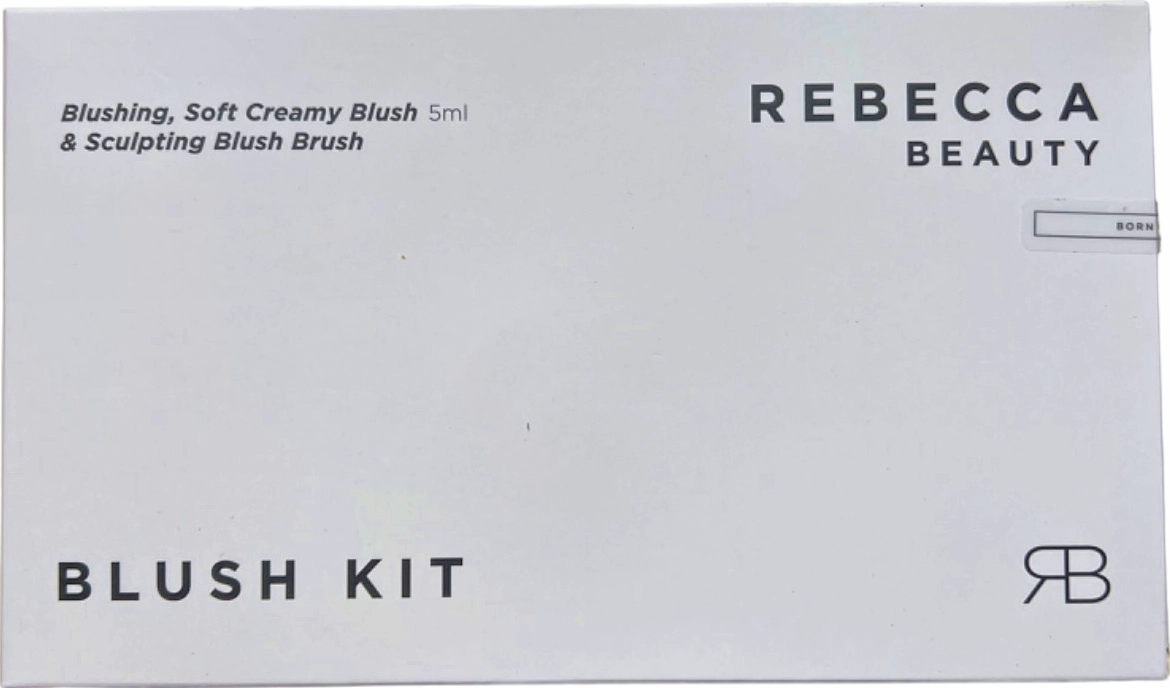 Blushing, Soft Creamy Blush 5ml
& Sculpting Blush Brush
REBECCA
BEAUTY
BORN
BLUSH KIT
RB